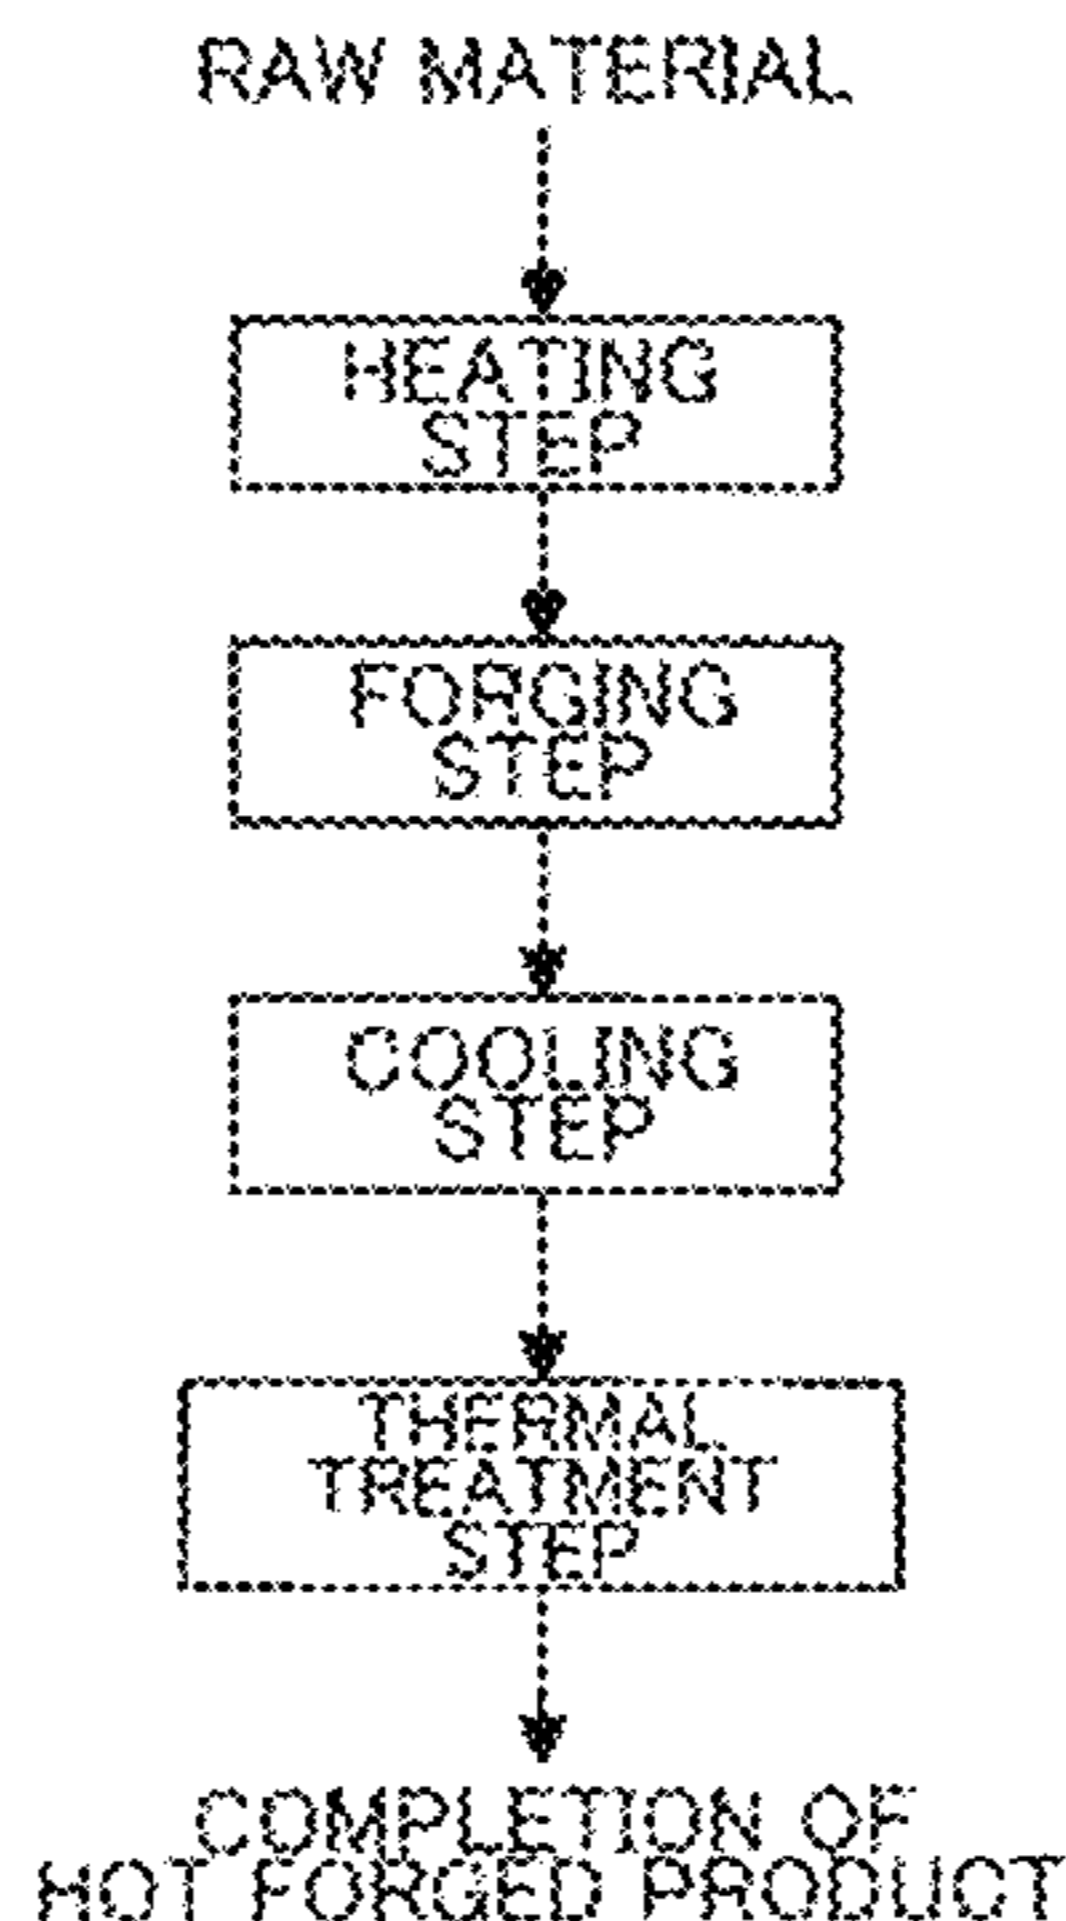 RAW MATERIAL
HEATING
STEP
FORGING
STEP
COOLING
STEP
THERMAL
TREATMENT
STEP
COMPLETION OF
HOT FORGED PRODUCT